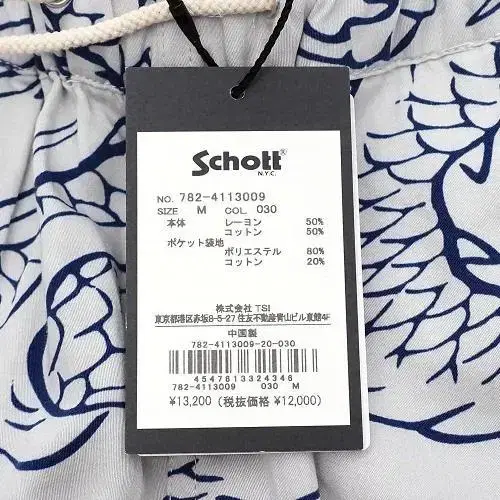 Schott®
N.Y.C.
NO. 782-4113009
SIZE M COL. 030
本体 レーヨン 50%
コットン 50%
ポケット袋地
ポリエステル 80%
コットン 20%
株式会社 TSI
東京都港区赤坂8-5-27 住友不動産青山ビル東館4F
中国製
782-4113009-20-030
4547813324346
782-4113009 030 M
¥13,200 (税抜価格 ¥12,000)